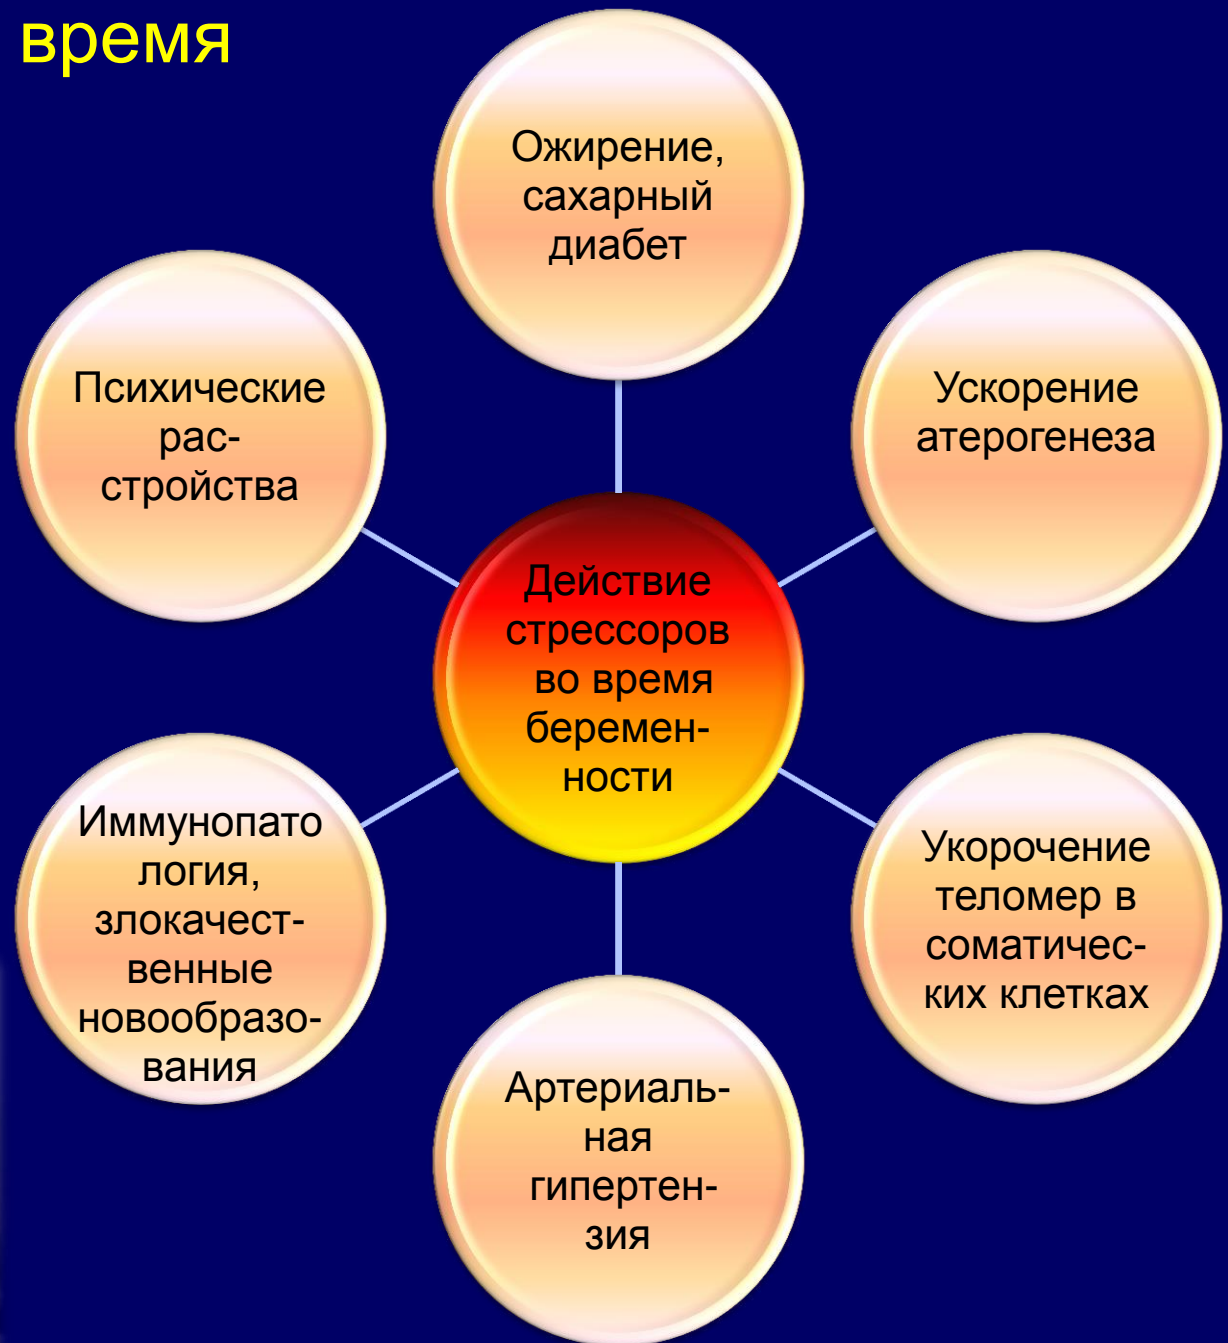 время
Ожирение,
сахарный
диабет
Психические
рас-
стройства
Ускорение
атерогенеза
Действие
стрессоров
во время
беремен-
ности
Иммунопато
логия,
злокачест-
венные
новообразо-
вания
Укорочение
теломер в
соматичес-
ких клетках
Артериаль-
ная
гипертен-
зия